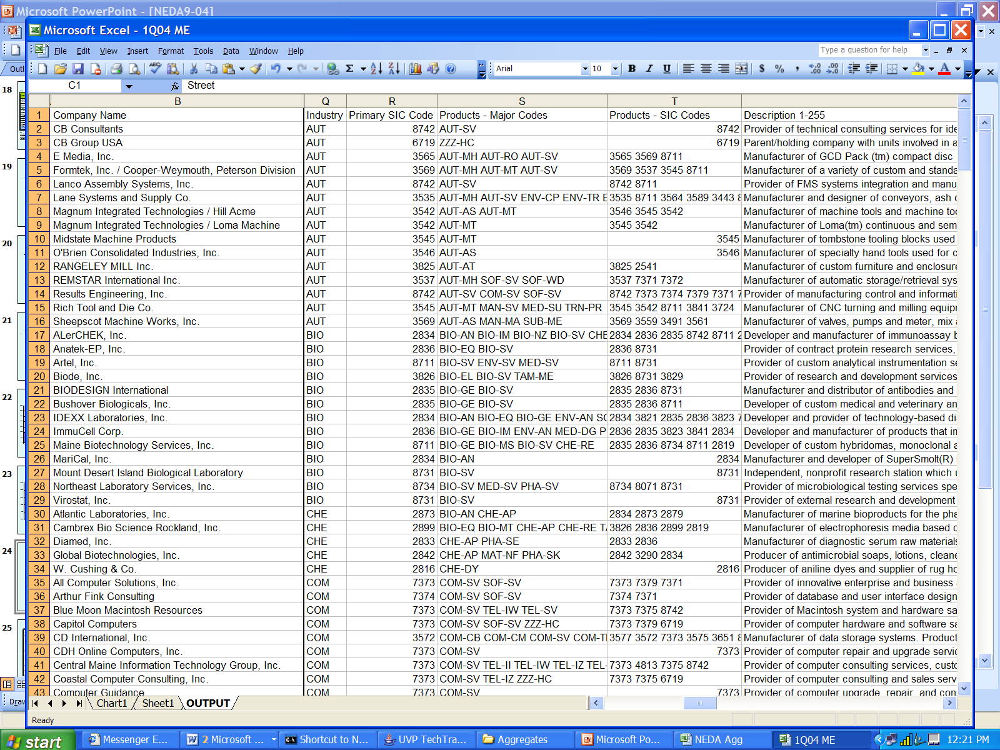 Microsoft PowerPoint - [NEDA9-04]
Microsoft Excel - 1Q04 ME
File Edit View Insert Format Tools Data Window Help
Type a question for help
Arial 10
Outl
C1 fx Street
B Q R S T
1 Company Name Industry Primary SIC Code Products - Major Codes Products - SIC Codes Description 1-255
2 CB Consultants AUT 8742 AUT-SV 8742 Provider of technical consulting services for ide
3 CB Group USA AUT 6719 ZZZ-HC 6719 Parent/holding company with units involved in a
4 E Media, Inc. AUT 3565 AUT-MH AUT-RO AUT-SV 3565 3569 8711 Manufacturer of GCD Pack (tm) compact disc
5 Formtek, Inc. / Cooper-Weymouth, Peterson Division AUT 3569 AUT-MH AUT-MT AUT-SV 3569 3537 3545 8711 Manufacturer of a variety of custom and standa
6 Lanco Assembly Systems, Inc. AUT 8742 AUT-SV 8742 8711 Provider of FMS systems integration and manu
7 Lane Systems and Supply Co. AUT 3535 AUT-MH AUT-SV ENV-CP ENV-TR E 3535 8711 3564 3589 3443 8 Manufacturer and designer of conveyors, ash c
8 Magnum Integrated Technologies / Hill Acme AUT 3542 AUT-AS AUT-MT 3546 3545 3542 Manufacturer of machine tools and machine too
9 Magnum Integrated Technologies / Loma Machine AUT 3542 AUT-MT 3545 3542 Manufacturer of Loma(tm) continuous and sem
10 Midstate Machine Products AUT 3545 AUT-MT 3545 Manufacturer of tombstone tooling blocks used
11 O'Brien Consolidated Industries, Inc. AUT 3546 AUT-AS 3546 Manufacturer of specialty hand tools used for c
12 RANGELEY MILL Inc. AUT 3825 AUT-AT 3825 2541 Manufacturer of custom furniture and enclosure
13 REMSTAR International Inc. AUT 3537 AUT-MH SOF-SV SOF-WD 3537 7371 7372 Manufacturer of automatic storage/retrieval sys
14 Results Engineering, Inc. AUT 8742 AUT-SV COM-SV SOF-SV 8742 7373 7374 7379 7371 7 Provider of manufacturing control and informati
15 Rich Tool and Die Co. AUT 3545 AUT-MT MAN-SV MED-SU TRN-PR 3545 3542 8711 3841 3724 Manufacturer of CNC turning and milling equipr
16 Sheepscot Machine Works, Inc. AUT 3569 AUT-AS MAN-MA SUB-ME 3569 3559 3491 3561 Manufacturer of valves, pumps and meter, mix a
17 ALerCHEK, Inc. BIO 2834 BIO-AN BIO-IM BIO-NZ BIO-SV CHE 2834 2836 2835 8742 8711 2 Developer and manufacturer of immunoassay b
18 Anatek-EP, Inc. BIO 2836 BIO-EQ BIO-SV 2836 8731 Provider of contract protein research services,
19 Artel, Inc. BIO 8711 BIO-SV ENV-SV MED-SV 8711 8731 Provider of custom analytical instrumentation se
20 Biode, Inc. BIO 3826 BIO-EL BIO-SV TAM-ME 3826 8731 3829 Provider of research and development services
21 BIODESIGN International BIO 2835 BIO-GE BIO-SV 2835 2836 8731 Manufacturer and distributor of antibodies and
22 Bushover Biologicals, Inc. BIO 2835 BIO-GE BIO-SV 2835 2836 8711 Developer of custom medical and veterinary an
23 IDEXX Laboratories, Inc. BIO 2834 BIO-AN BIO-EQ BIO-GE ENV-AN SO 2834 3821 2835 2836 3823 7 Developer and provider of technology-based di
24 ImmuCell Corp. BIO 2836 BIO-GE BIO-IM ENV-AN MED-DG P 2836 2835 3823 3841 2834 Developer and manufacturer of products that im
25 Maine Biotechnology Services, Inc. BIO 8711 BIO-GE BIO-MS BIO-SV CHE-RE 2835 2836 8734 8711 2819 Developer of custom hybridomas, monoclonal a
26 MariCal, Inc. BIO 2834 BIO-AN 2834 Manufacturer and developer of SuperSmolt(R)
27 Mount Desert Island Biological Laboratory BIO 8731 BIO-SV 8731 Independent, nonprofit research station which u
28 Northeast Laboratory Services, Inc. BIO 8734 BIO-SV MED-SV PHA-SV 8734 8071 8731 Provider of microbiological testing services spe
29 Virostat, Inc. BIO 8731 BIO-SV 8731 Provider of external research and development
30 Atlantic Laboratories, Inc. CHE 2873 BIO-AN CHE-AP 2834 2873 2879 Manufacturer of marine bioproducts for the pha
31 Cambrex Bio Science Rockland, Inc. CHE 2899 BIO-EQ BIO-MT CHE-AP CHE-RE TA 3826 2836 2899 2819 Manufacturer of electrophoresis media based o
32 Diamed, Inc. CHE 2833 CHE-AP PHA-SE 2833 2836 Manufacturer of diagnostic serum raw materials
33 Global Biotechnologies, Inc. CHE 2842 CHE-AP MAT-NF PHA-SK 2842 3290 2834 Producer of antimicrobial soaps, lotions, cleane
34 W. Cushing & Co. CHE 2816 CHE-DY 2816 Producer of aniline dyes and supplier of rug ho
35 All Computer Solutions, Inc. COM 7373 COM-SV SOF-SV 7373 7379 7371 Provider of innovative enterprise and business
36 Arthur Fink Consulting COM 7374 COM-SV SOF-SV 7374 7371 Provider of database and user interface design
37 Blue Moon Macintosh Resources COM 7373 COM-SV TEL-IW TEL-SV 7373 7375 8742 Provider of Macintosh system and hardware sa
38 Capitol Computers COM 7373 COM-SV SOF-SV ZZZ-HC 7373 7379 6719 Provider of computer hardware and software sa
39 CD International, Inc. COM 3572 COM-CB COM-CM COM-SV COM-TE 3577 3572 7373 3575 3651 8 Manufacturer of data storage systems. Product
40 CDH Online Computers, Inc. COM 7373 COM-SV 7373 Provider of computer repair and upgrade servic
41 Central Maine Information Technology Group, Inc. COM 7373 COM-SV TEL-II TEL-IW TEL-IZ TEL- 7373 4813 7375 8742 Provider of computer consulting services, custo
42 Coastal Computer Consulting, Inc. COM 7373 COM-SV TEL-IZ ZZZ-HC 7373 7375 6719 Provider of computer consulting and sales serv
43 Computer Guidance COM 7373 COM-SV 7373 Provider of computer upgrade, repair, and con
18
19
20
21
22
23
24
25
Draw
Chart1 Sheet1 OUTPUT
Ready
start Messenger E... 2 Microsoft ... Shortcut to N... UVP TechTra... Aggregates Microsoft Po... NEDA Agg 1Q04 ME 12:21 PM